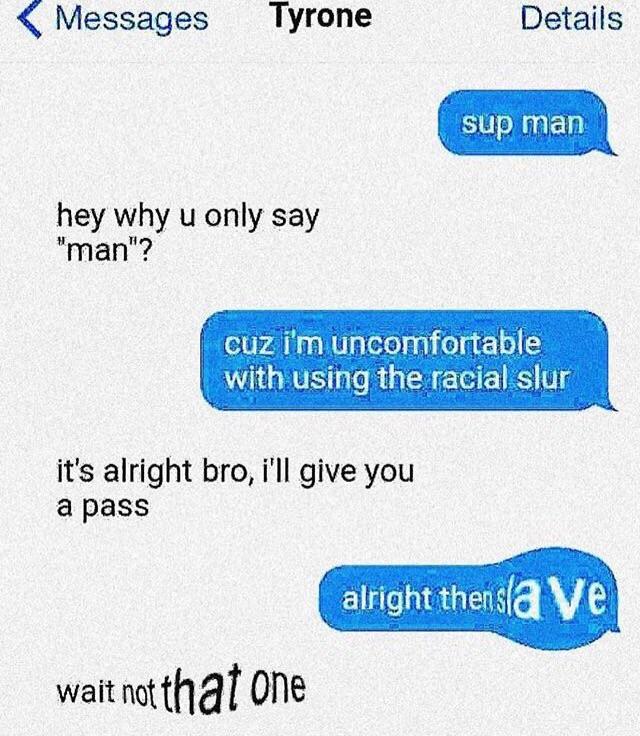 Messages Tyrone Details
sup man
hey why u only say
"man"?
cuz i'm uncomfortable
with using the racial slur
it's alright bro, i'll give you
a pass
alright then slave
wait not that one